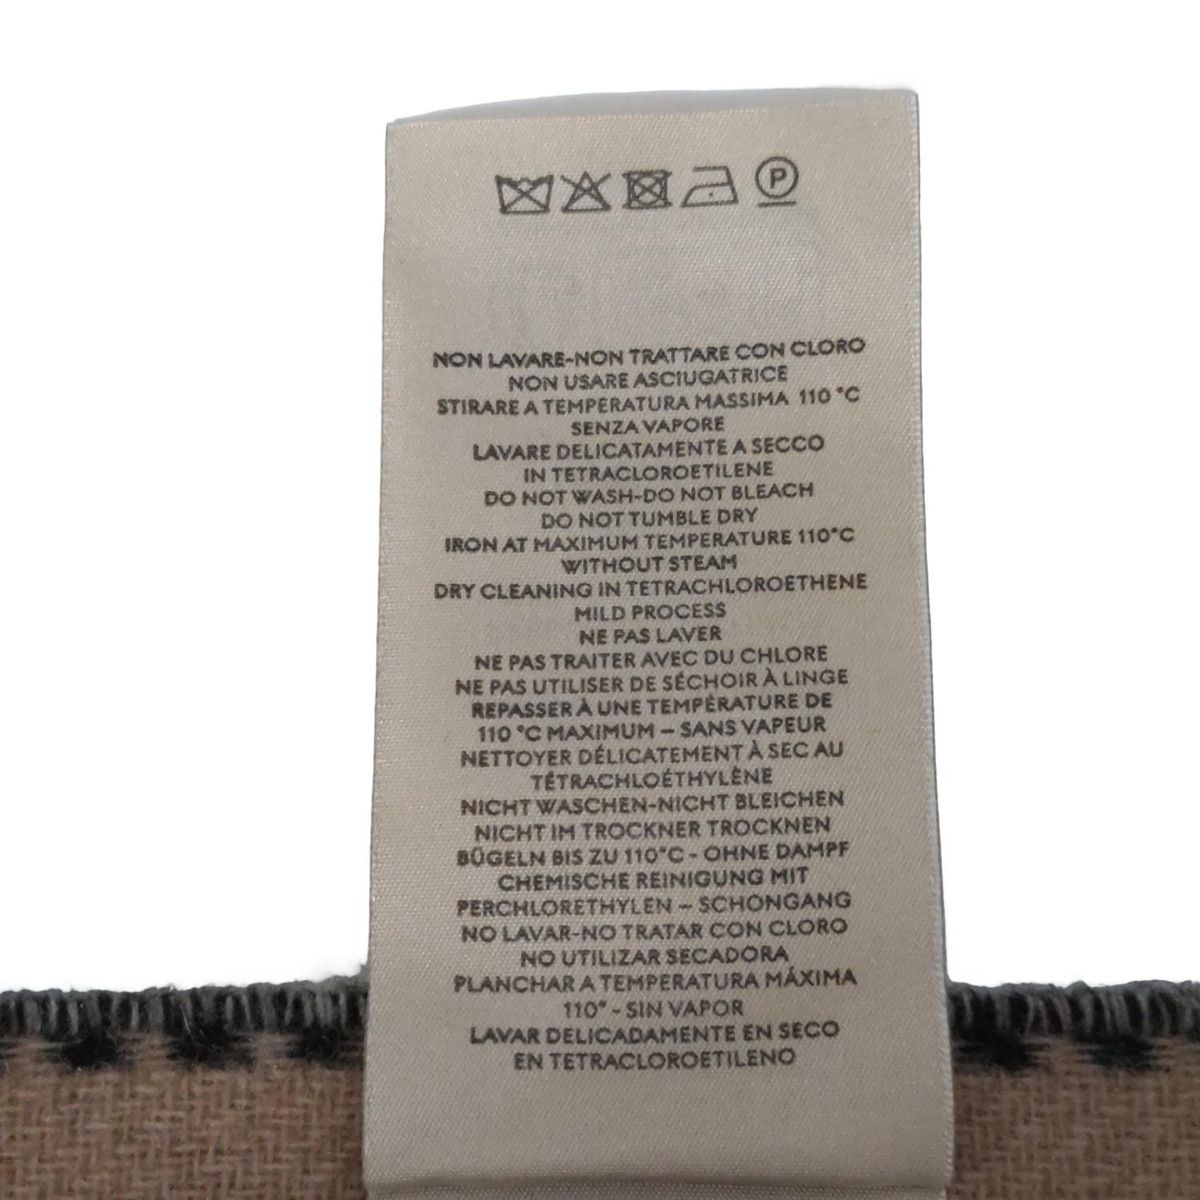 P
NON LAVARE-NON TRATTARE CON CLORO
NON USARE ASCIUGATRICE
STIRARE A TEMPERATURA MASSIMA 110 °C
SENZA VAPORE
LAVARE DELICATAMENTE A SECCO
IN TETRACLOROETILENE
DO NOT WASH-DO NOT BLEACH
DO NOT TUMBLE DRY
IRON AT MAXIMUM TEMPERATURE 110°C
WITHOUT STEAM
DRY CLEANING IN TETRACHLOROETHENE
MILD PROCESS
NE PAS LAVER
NE PAS TRAITER AVEC DU CHLORE
NE PAS UTILISER DE SÉCHOIR À LINGE
REPASSER À UNE TEMPÉRATURE DE
110 °C MAXIMUM – SANS VAPEUR
NETTOYER DÉLICATEMENT À SEC AU
TÉTRACHLOÉTHYLÈNE
NICHT WASCHEN-NICHT BLEICHEN
NICHT IM TROCKNER TROCKNEN
BÜGELN BIS ZU 110°C - OHNE DAMPF
CHEMISCHE REINIGUNG MIT
PERCHLORETHYLEN – SCHONGANG
NO LAVAR-NO TRATAR CON CLORO
NO UTILIZAR SECADORA
PLANCHAR A TEMPERATURA MÁXIMA
110° - SIN VAPOR
LAVAR DELICADAMENTE EN SECO
EN TETRACLOROETILENO